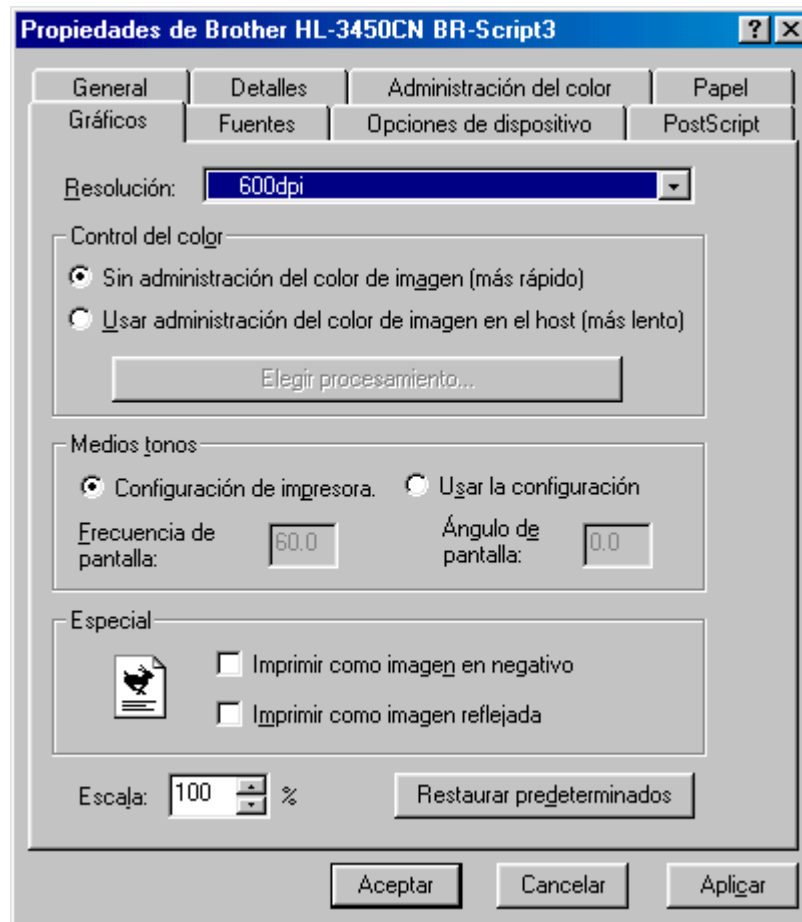 Propiedades de Brother HL-3450CN BR-Script3
General Detalles Administración del color Papel
Gráficos Fuentes Opciones de dispositivo PostScript
Resolución: 600dpi
Control del color
Sin administración del color de imagen (más rápido)
Usar administración del color de imagen en el host (más lento)
Elegir procesamiento...
Medios tonos
Configuración de impresora. Usar la configuración
Frecuencia de pantalla: 60.0 Ángulo de pantalla: 0.0
Especial
Imprimir como imagen en negativo
Imprimir como imagen reflejada
Escala: 100 % Restaurar predeterminados
Aceptar Cancelar Aplicar